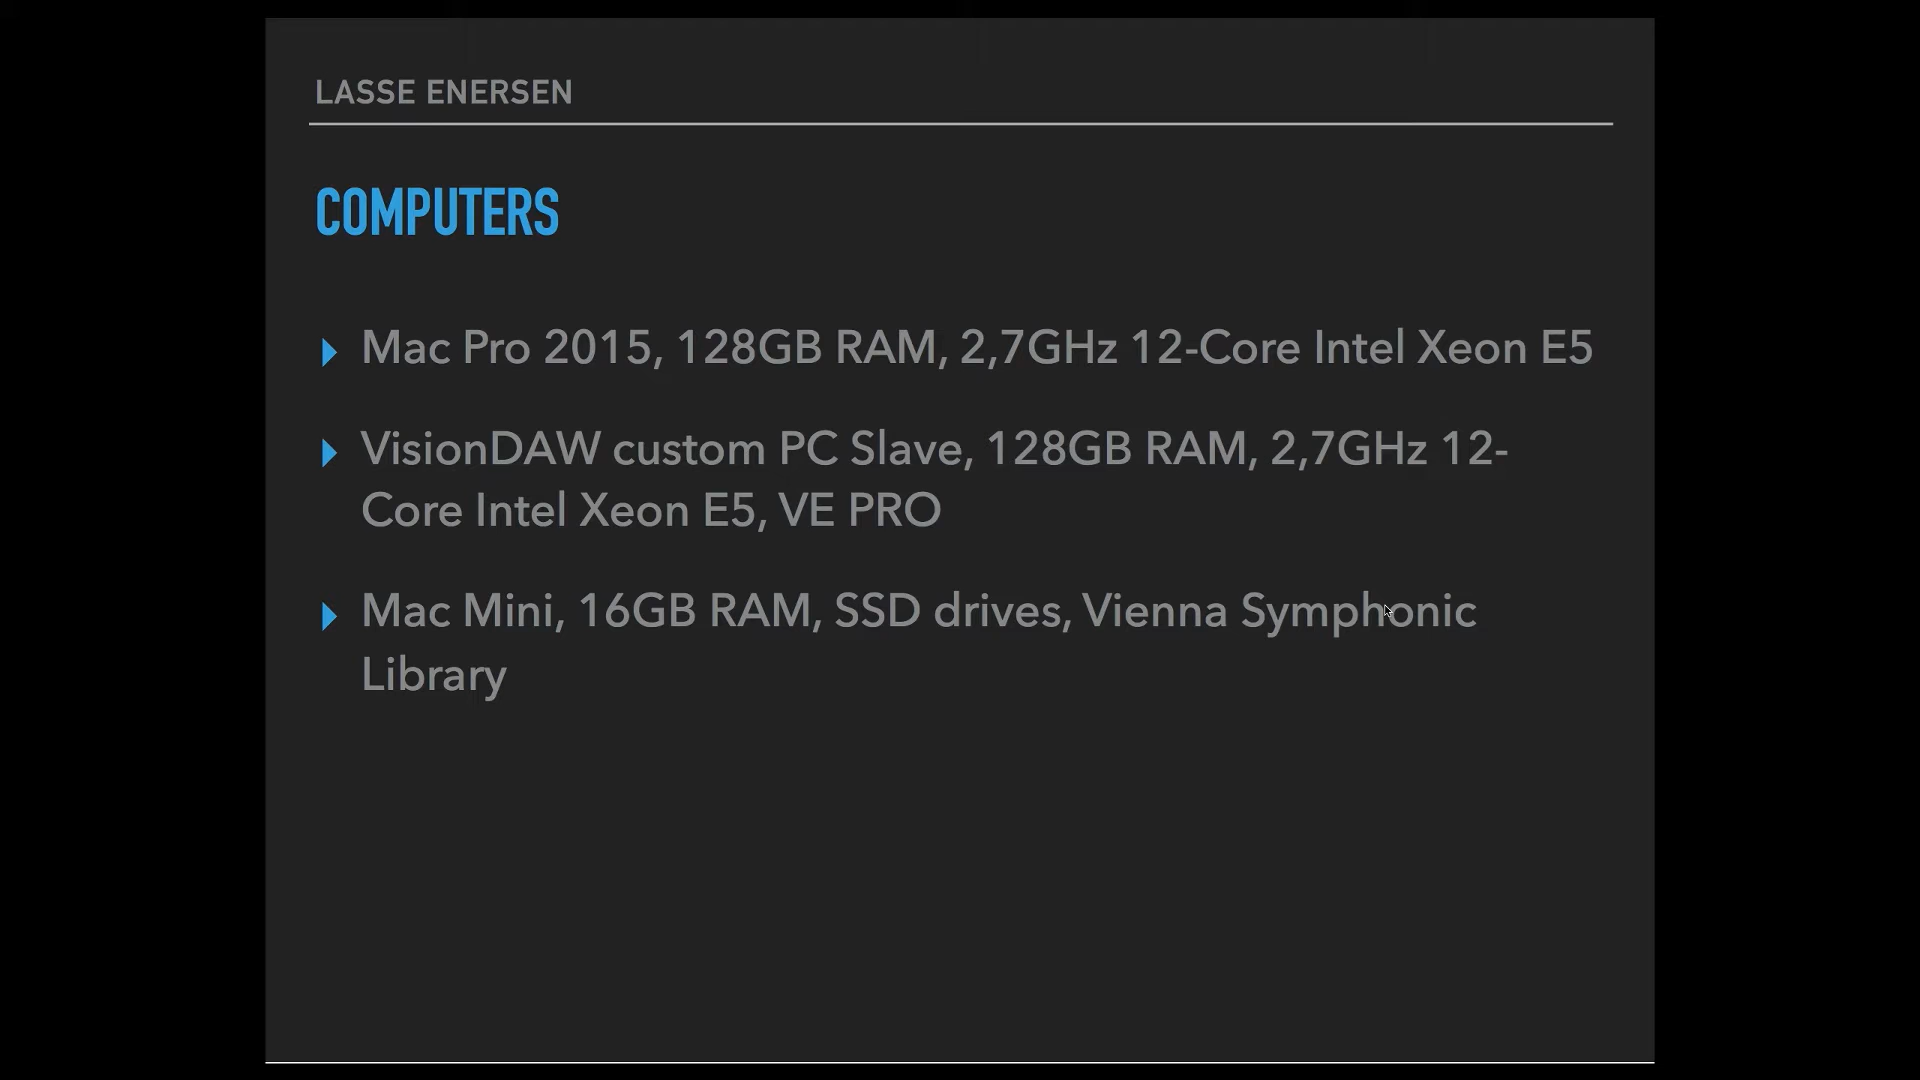 LASSE ENERSEN
COMPUTERS
Mac Pro 2015, 128GB RAM, 2,7GHz 12-Core Intel Xeon E5
VisionDAW custom PC Slave, 128GB RAM, 2,7GHz 12-
Core Intel Xeon E5, VE PRO
Mac Mini, 16GB RAM, SSD drives, Vienna Symphonic
Library